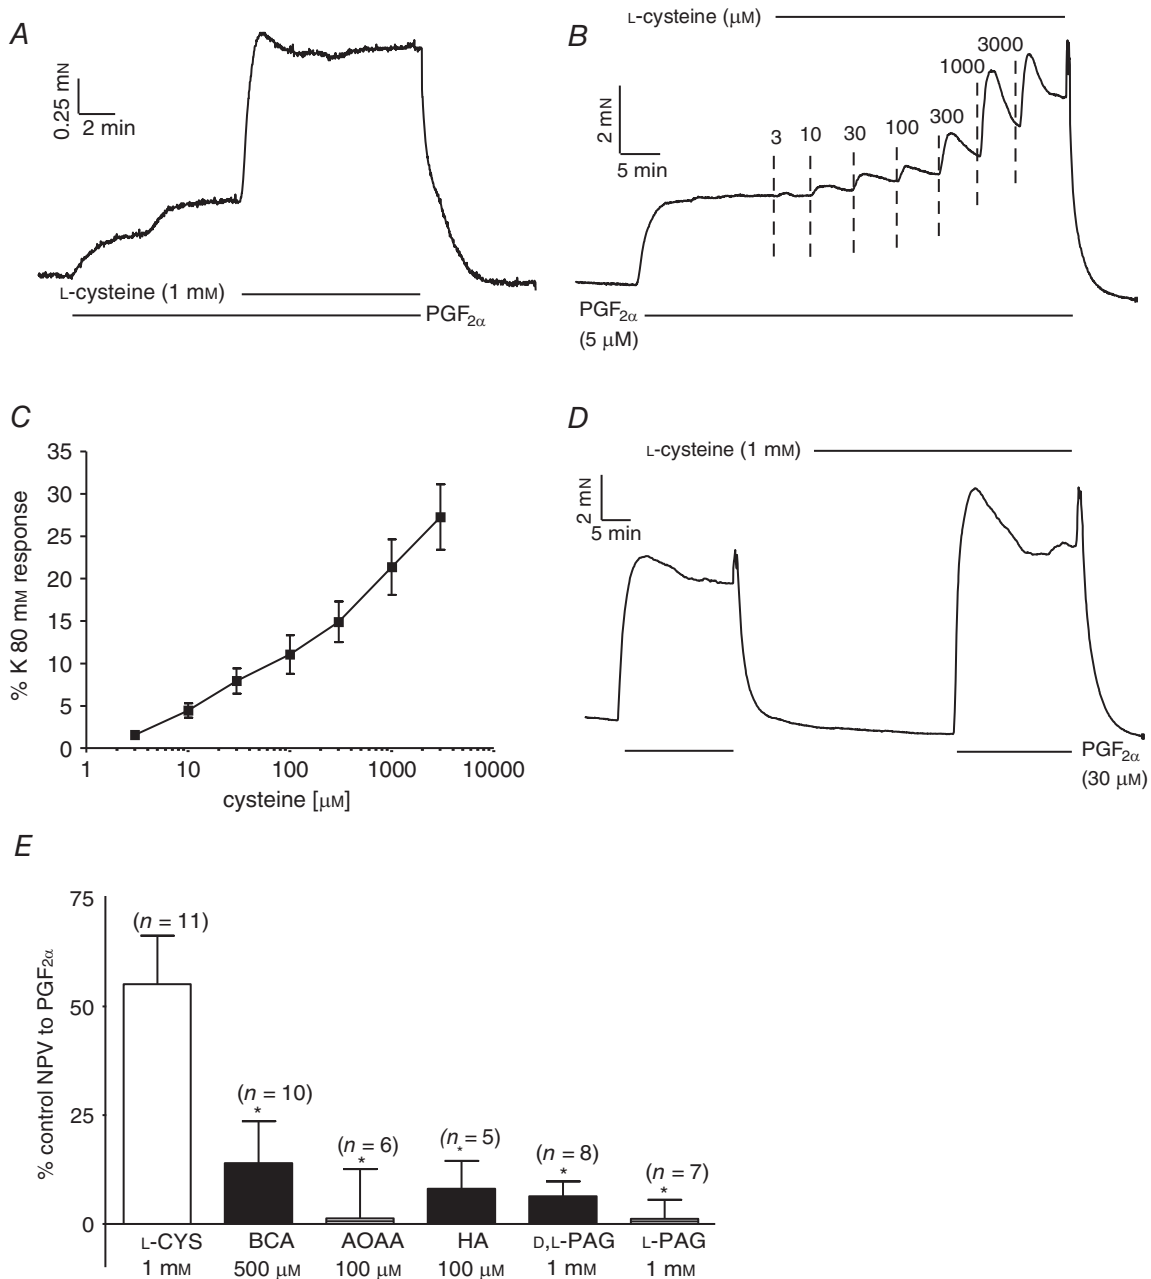 A
0.25 mN
2 min
L-cysteine (1 mM)
PGF2α
B
L-cysteine (µM)
2 mN
5 min
3 10 30 100 300 1000 3000
PGF2α
(5 µM)
C
% K 80 mM response
35
30
25
20
15
10
5
0
1 10 100 1000 10000
cysteine [µM]
D
L-cysteine (1 mM)
2 mN
5 min
PGF2α
(30 µM)
E
% control NPV to PGF2α
75
50
25
0
(n = 11)
(n = 10)
*
(n = 6)
*
(n = 5)
*
(n = 8)
*
(n = 7)
*
L-CYS BCA AOAA HA D,L-PAG L-PAG
1 mM 500 µM 100 µM 100 µM 1 mM 1 mM